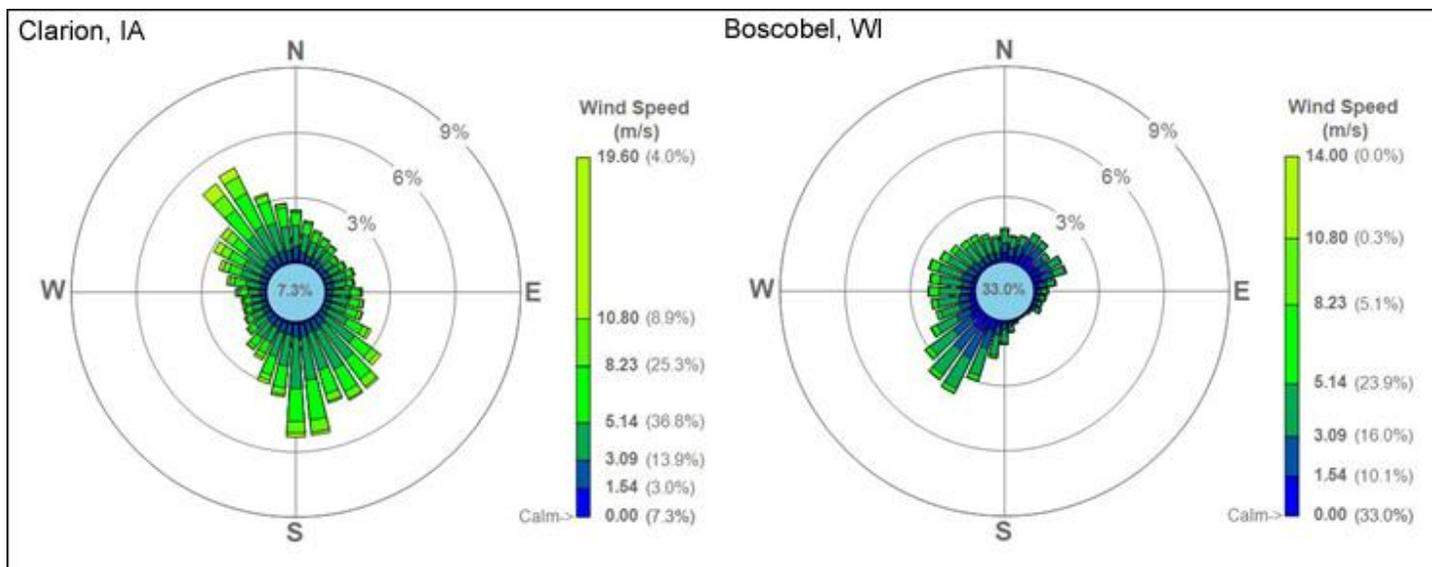 Clarion, IA
N
9%
6%
3%
W
7.3%
E
S
Wind Speed
(m/s)
19.60 (4.0%)
10.80 (8.9%)
8.23 (25.3%)
5.14 (36.8%)
3.09 (13.9%)
1.54 (3.0%)
Calm-> 0.00 (7.3%)
Boscobel, WI
N
9%
6%
3%
W
33.0%
E
S
Wind Speed
(m/s)
14.00 (0.0%)
10.80 (0.3%)
8.23 (5.1%)
5.14 (23.9%)
3.09 (16.0%)
1.54 (10.1%)
Calm-> 0.00 (33.0%)